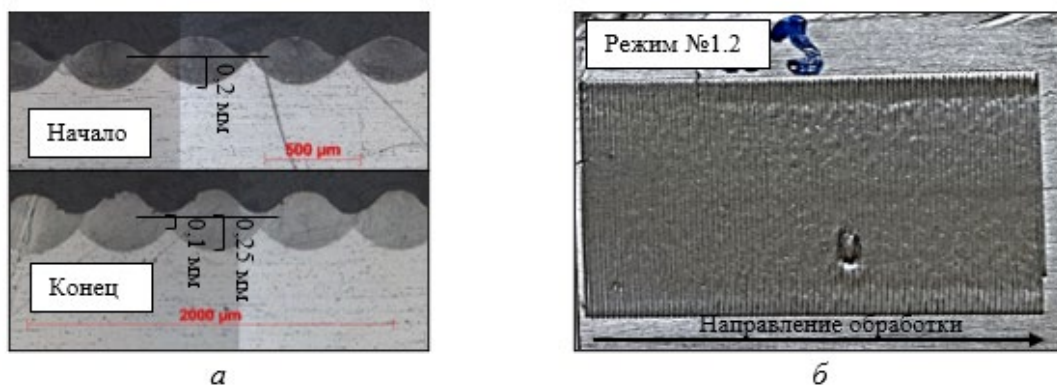 Начало
0,2 мм
500 µm
Конец
0,1 мм
0,25 мм
2000 µm
а
Режим №1.2
Направление обработки
б